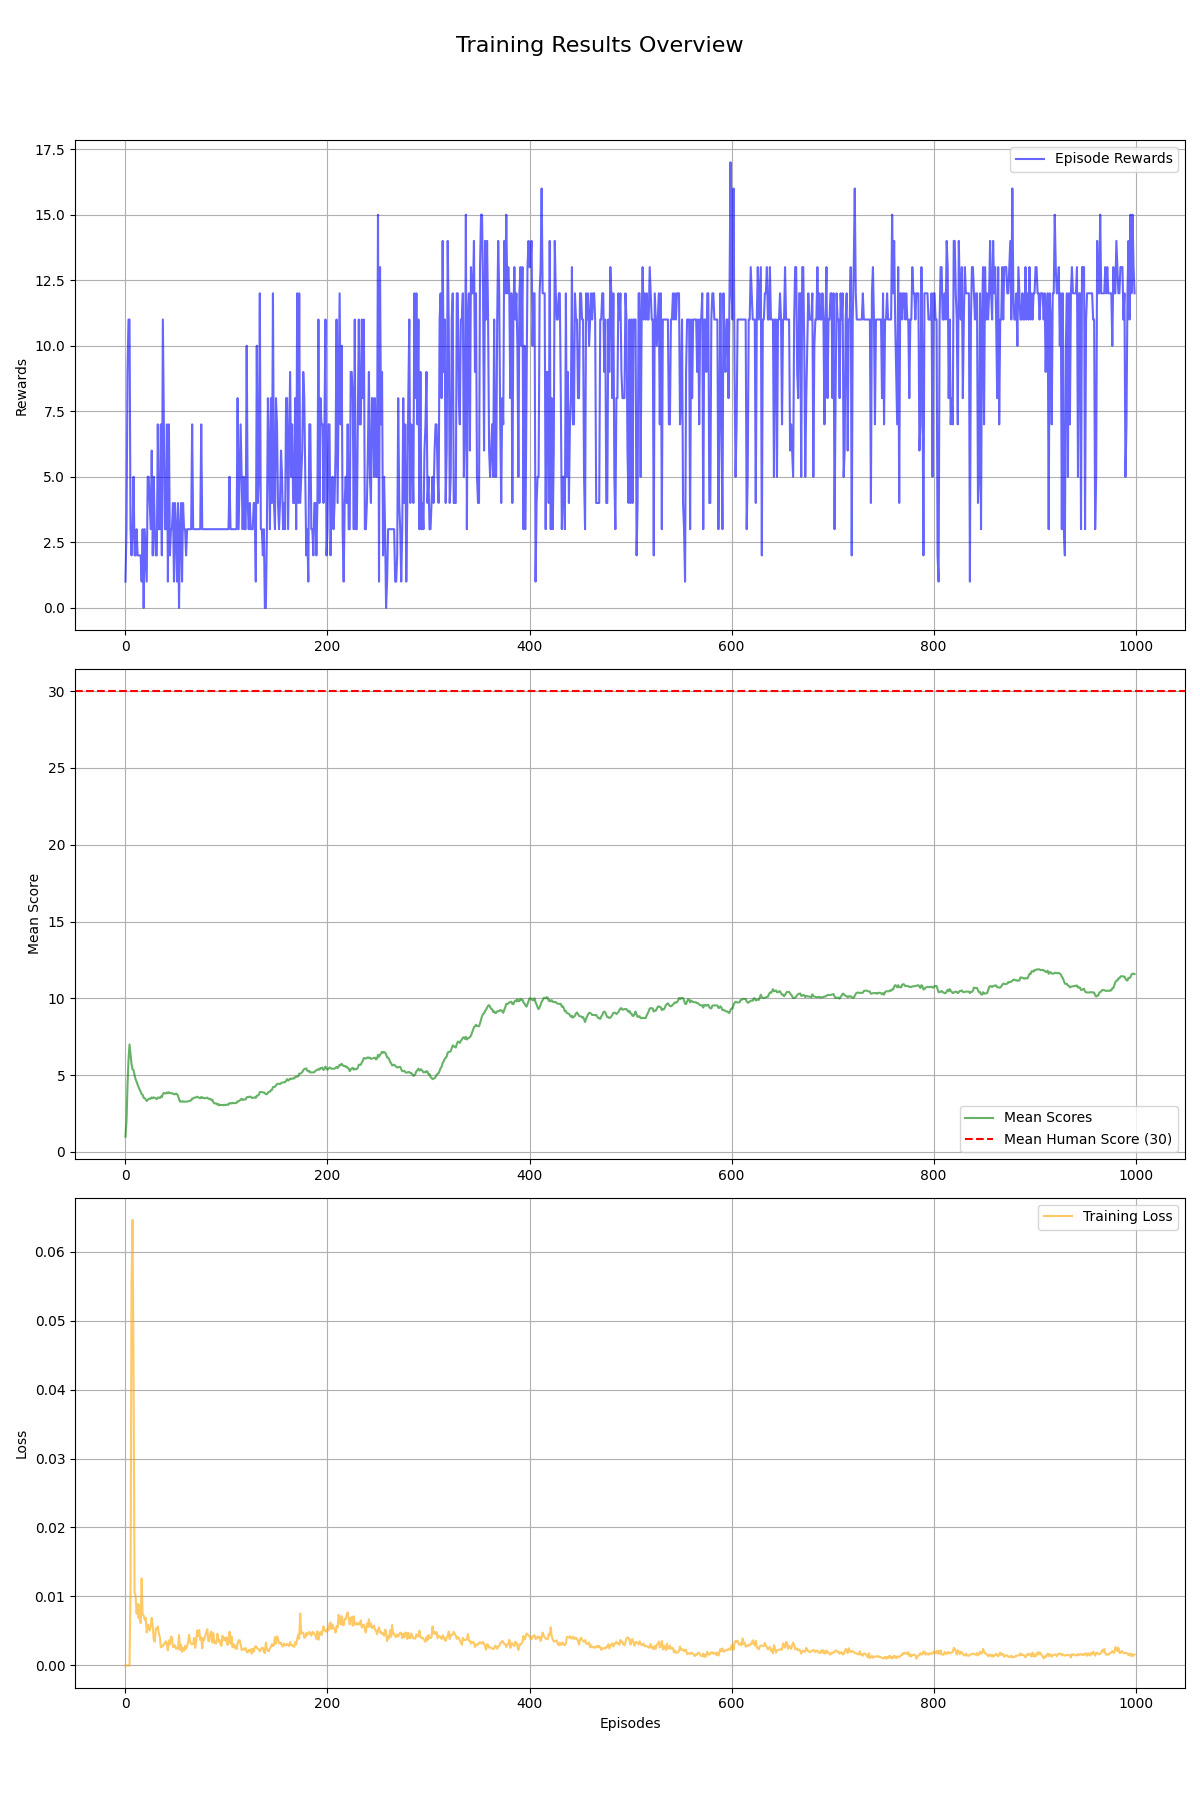 Training Results Overview
17.5
15.0
12.5
10.0
7.5
5.0
2.5
0.0
Rewards
Episode Rewards
0 200 400 600 800 1000
30
25
20
15
10
5
0
Mean Score
Mean Scores
Mean Human Score (30)
0 200 400 600 800 1000
0.06
0.05
0.04
0.03
0.02
0.01
0.00
Loss
Training Loss
0 200 400 600 800 1000
Episodes